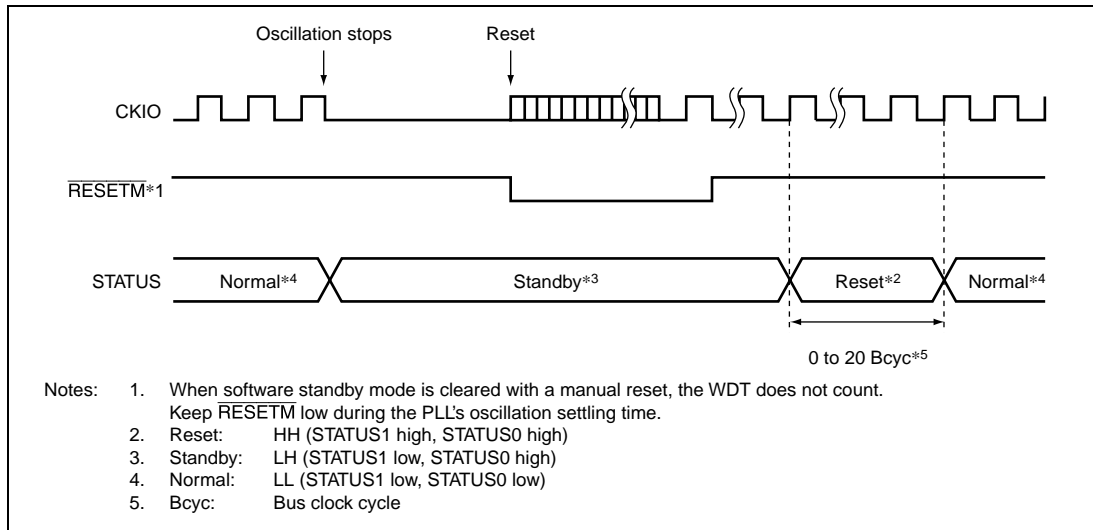 Oscillation stops Reset
CKIO
RESETM*1
STATUS Normal*4 Standby*3 Reset*2 Normal*4
0 to 20 Bcyc*5
Notes: 1. When software standby mode is cleared with a manual reset, the WDT does not count.
Keep RESETM low during the PLL's oscillation settling time.
2. Reset: HH (STATUS1 high, STATUS0 high)
3. Standby: LH (STATUS1 low, STATUS0 high)
4. Normal: LL (STATUS1 low, STATUS0 low)
5. Bcyc: Bus clock cycle